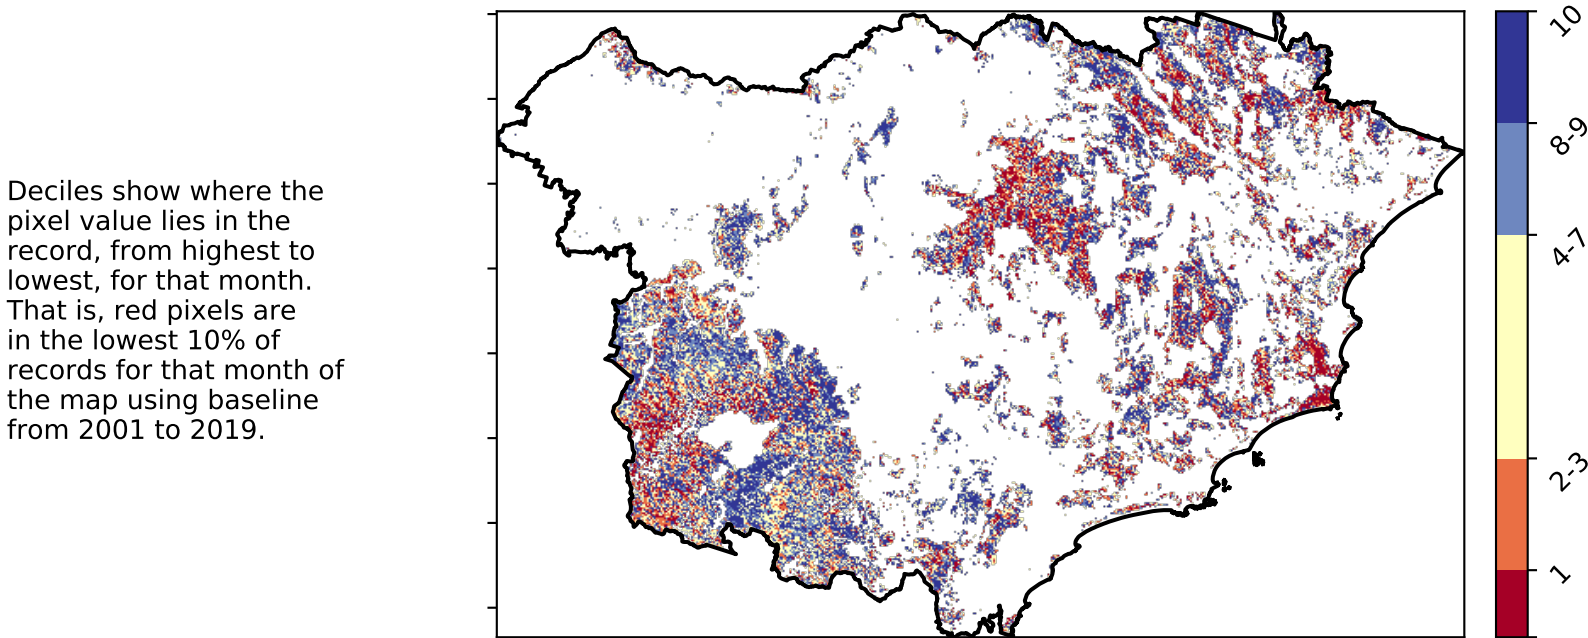 Deciles show where the
pixel value lies in the
record, from highest to
lowest, for that month.
That is, red pixels are
in the lowest 10% of
records for that month of
the map using baseline
from 2001 to 2019.
10
8-9
4-7
2-3
1